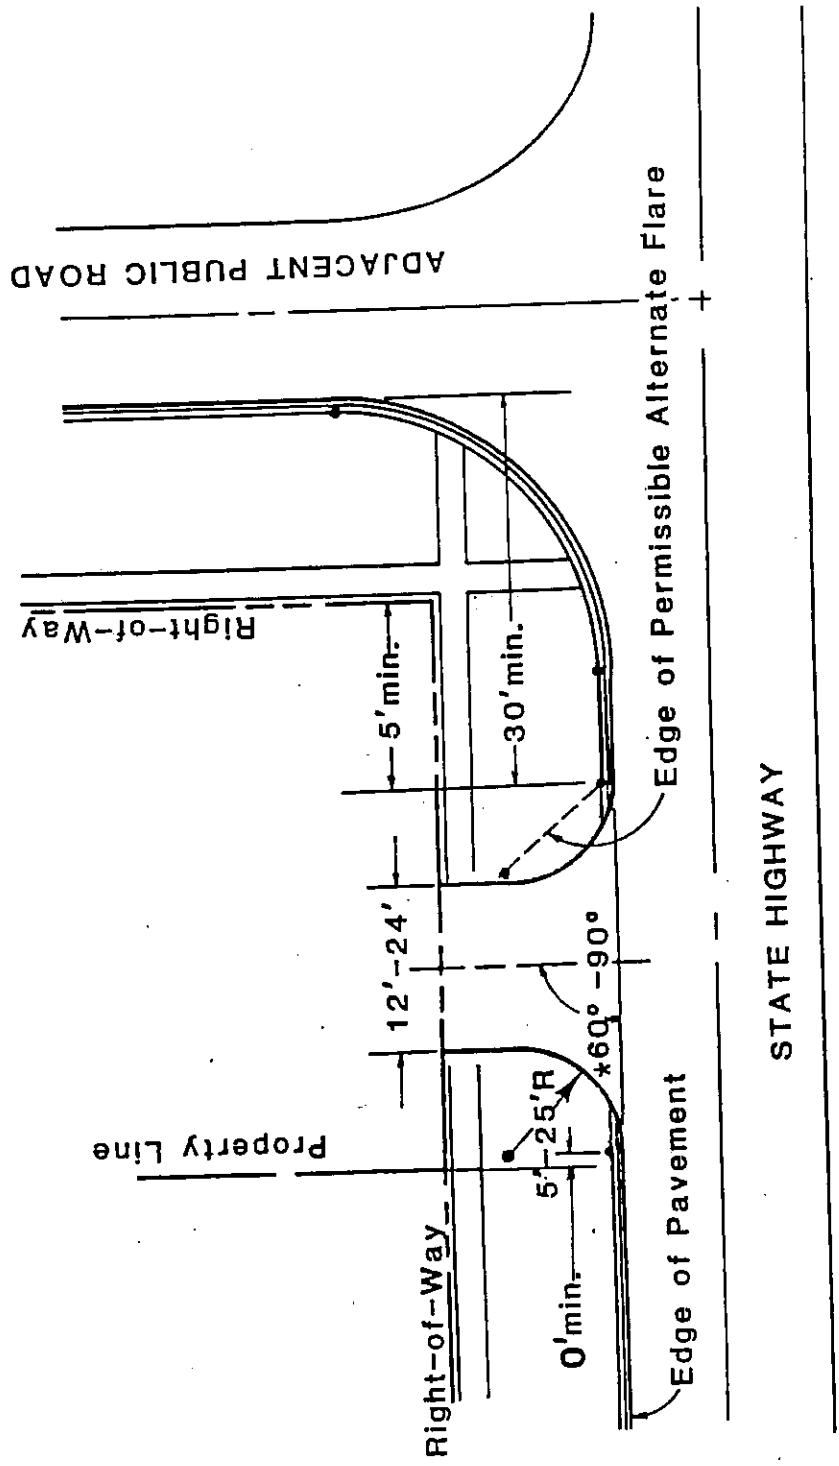 ADJACENT PUBLIC ROAD
Right-of-Way
5'min.
30'min.
Edge of Permissible Alternate Flare
12'-24'
*60° -90°
STATE HIGHWAY
Property Line
5'-25'R
0'min.
Right-of-Way
Edge of Pavement